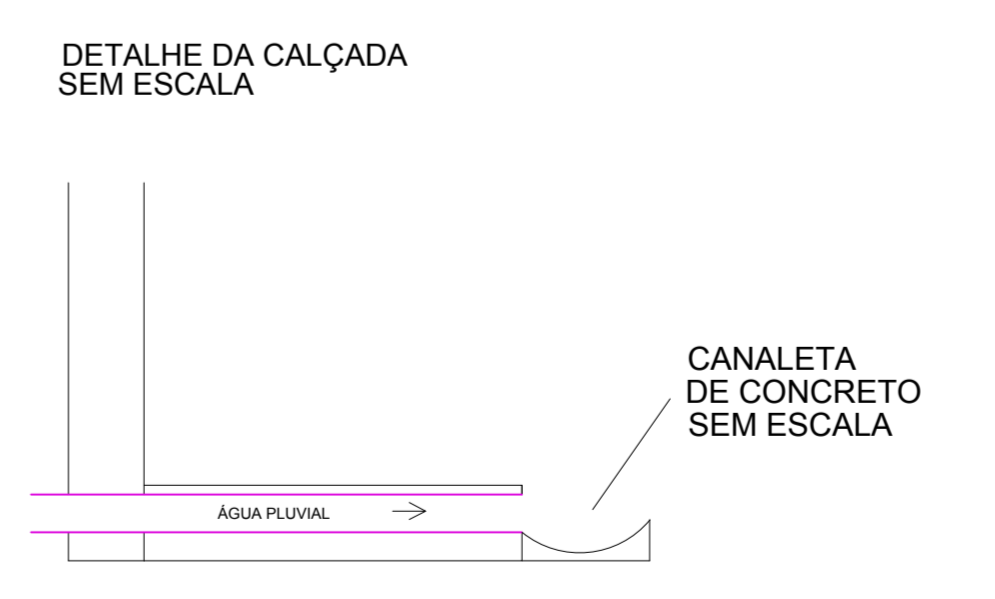 DETALHE DA CALÇADA
SEM ESCALA
CANALETA
DE CONCRETO
SEM ESCALA
ÁGUA PLUVIAL